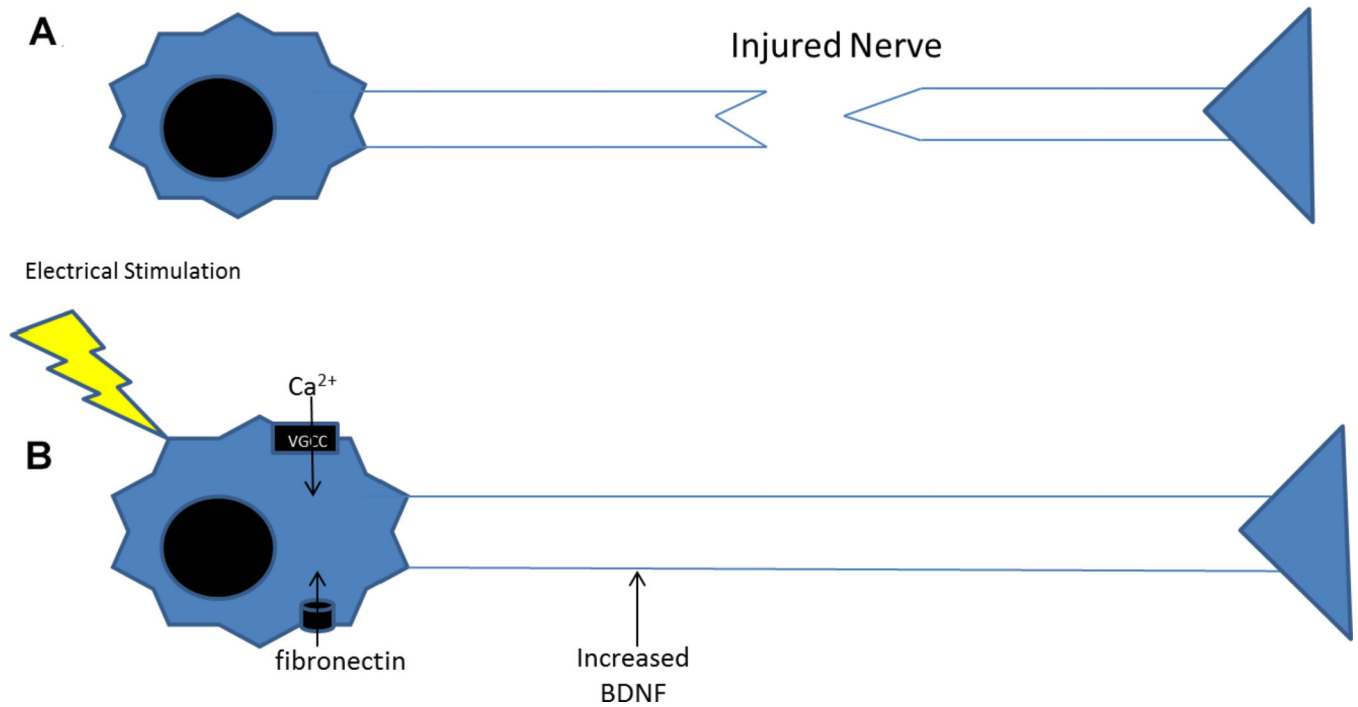 A
Injured Nerve
Electrical Stimulation
Ca²⁺
VGCC
B
fibronectin
Increased
BDNF